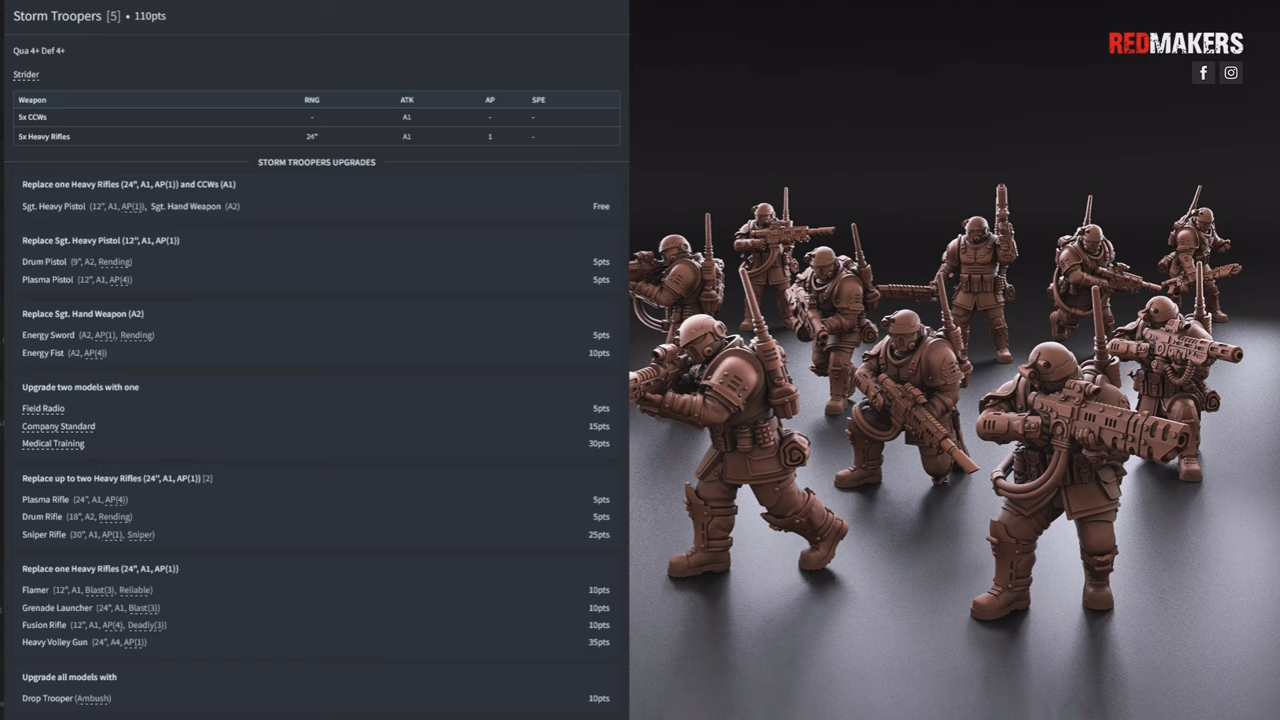 Storm Troopers [5] • 110pts
Qua 4+ Def 4+
Strider
Weapon RNG ATK AP SPE
5x CCWs - A1 - -
5x Heavy Rifles 24" A1 1 -
STORM TROOPERS UPGRADES
Replace one Heavy Rifles (24", A1, AP(1)) and CCWs (A1)
Sgt. Heavy Pistol (12", A1, AP(1)), Sgt. Hand Weapon (A2) Free
Replace Sgt. Heavy Pistol (12", A1, AP(1))
Drum Pistol (9", A2, Rending) 5pts
Plasma Pistol (12", A1, AP(4)) 5pts
Replace Sgt. Hand Weapon (A2)
Energy Sword (A2, AP(1), Rending) 5pts
Energy Fist (A2, AP(4)) 10pts
Upgrade two models with one
Field Radio 5pts
Company Standard 15pts
Medical Training 30pts
Replace up to two Heavy Rifles (24", A1, AP(1)) [2]
Plasma Rifle (24", A1, AP(4)) 5pts
Drum Rifle (18", A2, Rending) 5pts
Sniper Rifle (30", A1, AP(1), Sniper) 25pts
Replace one Heavy Rifles (24", A1, AP(1))
Flamer (12", A1, Blast(3), Reliable) 10pts
Grenade Launcher (24", A1, Blast(3)) 10pts
Fusion Rifle (12", A1, AP(4), Deadly(3)) 10pts
Heavy Volley Gun (24", A4, AP(1)) 35pts
Upgrade all models with
Drop Trooper (Ambush) 10pts
REDMAKERS